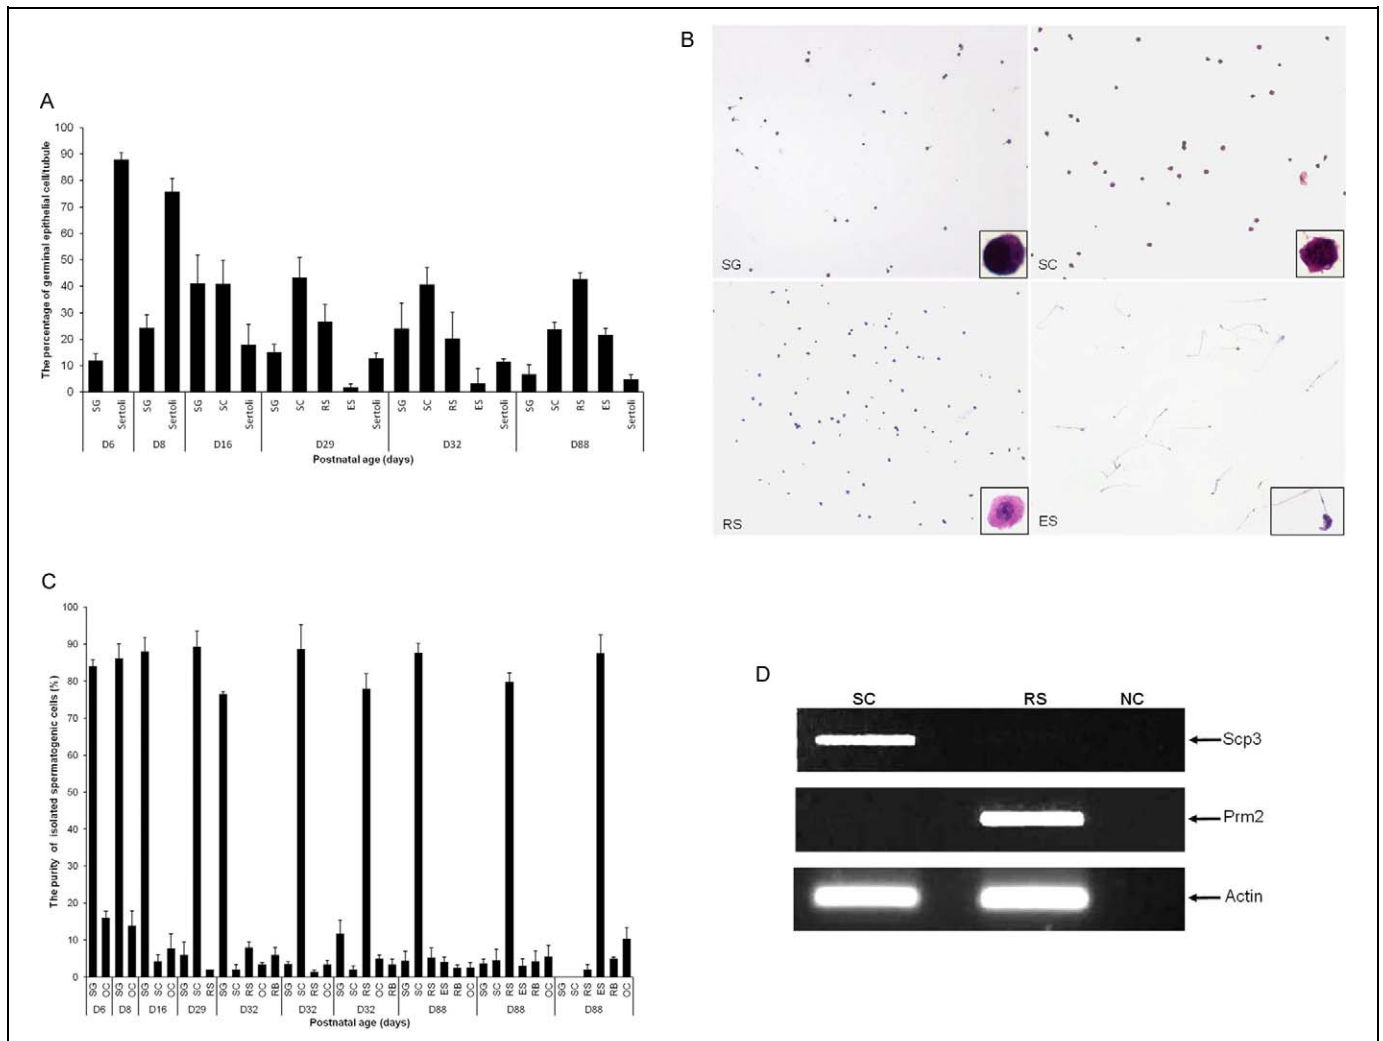 A
The percentage of germinal epithelial cell/tubule
100
90
80
70
60
50
40
30
20
10
0
SG Sertoli SG Sertoli SG SC Sertoli SG SC RS ES Sertoli SG SC RS ES Sertoli SG SC RS ES Sertoli
D6 D8 D16 D29 D32 D88
Postnatal age (days)
B
SG
SC
RS
ES
C
The purity of isolated spermatogenic cells (%)
100
90
80
70
60
50
40
30
20
10
0
SG OC SG OC SG SC OC SG SC RS SG SC RS OC RB SG SC RS OC SG SC RS OC RB SG SC RS ES RB OC SG SC RS ES RB OC SG SC RS ES RB OC
D6 D8 D16 D29 D32 D32 D32 D88 D88 D88
Postnatal age (days)
D
SC RS NC
Scp3
Prm2
Actin